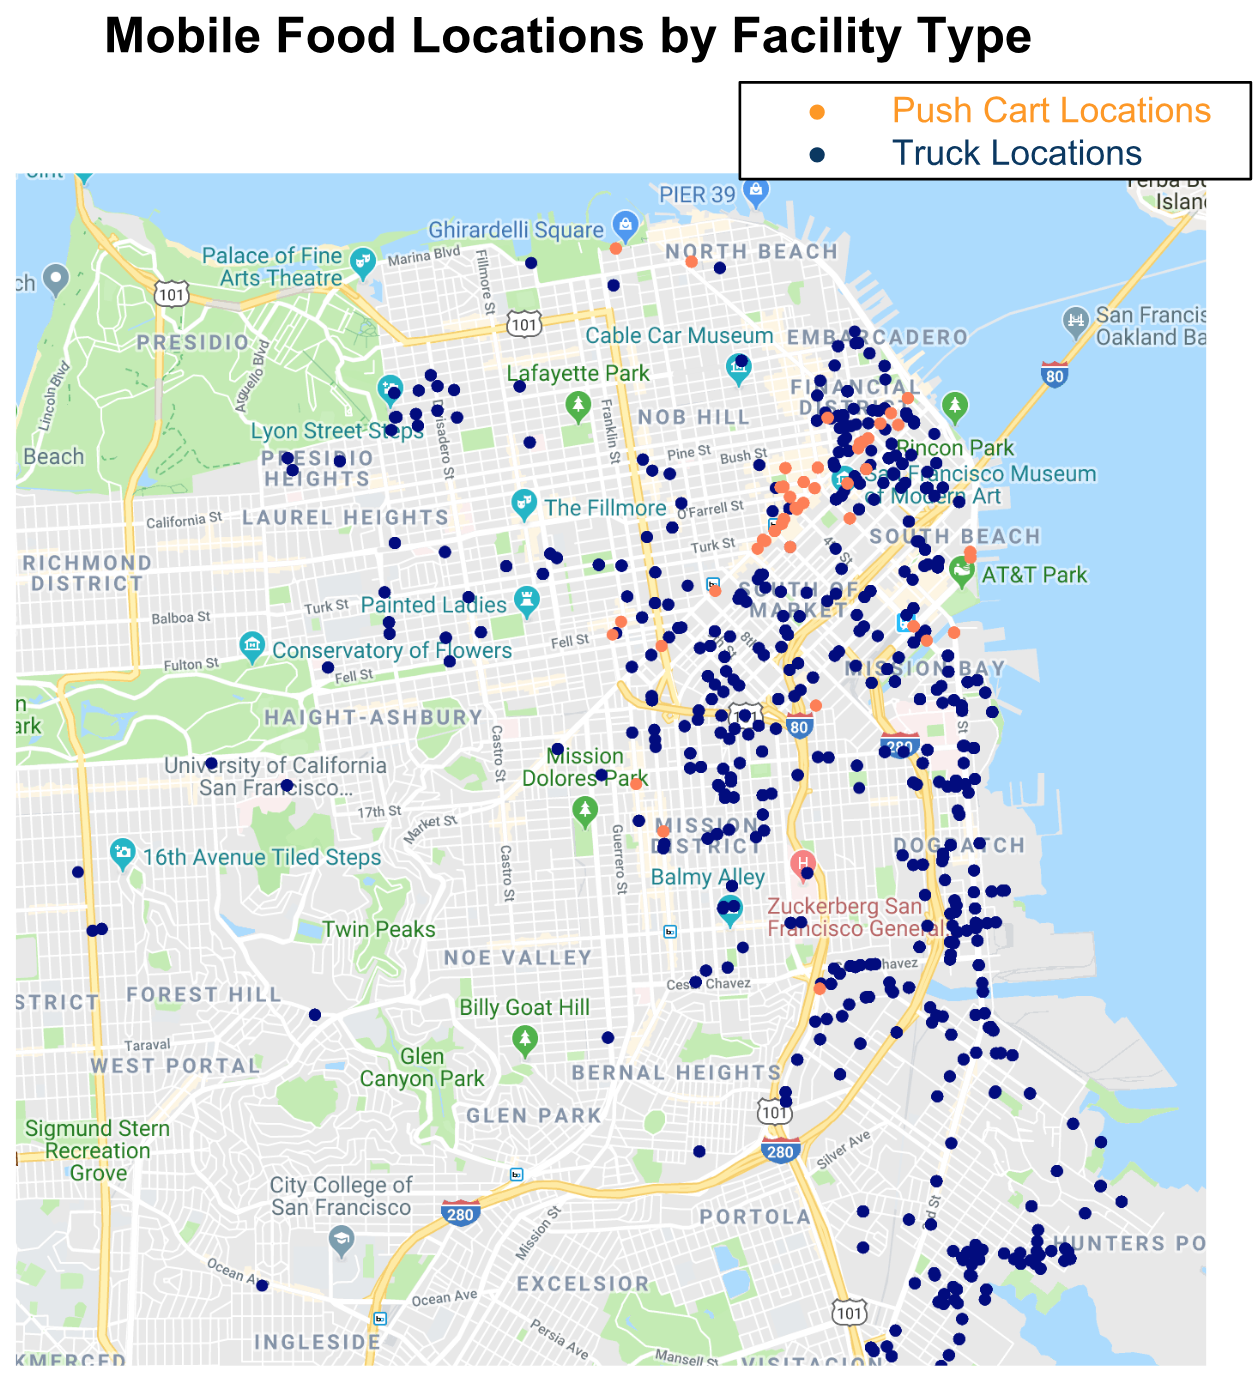 Mobile Food Locations by Facility Type
Push Cart Locations
Truck Locations
PIER 39
Island
Ghirardelli Square
Palace of Fine
Arts Theatre
Marina Blvd
Fillmore St
NORTH BEACH
101
101
PRESIDIO
Lincoln Blvd
Arguello Blvd
Cable Car Museum
EMBARCADERO
San Francis
Oakland Ba
80
Lafayette Park
FINANCIAL
NOB HILL
Franklin St
Lyon Street Steps
Divisadero St
Beach
PRESIDIO
HEIGHTS
Pine St
Bush St
Rincon Park
San Francisco Museum
of Modern Art
The Fillmore
O'Farrell St
California St
LAUREL HEIGHTS
Turk St
SOUTH BEACH
RICHMOND
DISTRICT
AT&T Park
SOUTH OF
MARKET
Painted Ladies
Turk St
Balboa St
Fell St
Conservatory of Flowers
Fulton St
Fell St
MISSION BAY
HAIGHT-ASHBURY
101
80
280
Castro St
University of California
San Francisco...
Mission
Dolores Park
17th St
Market St
MISSION
DISTRICT
DOGPATCH
16th Avenue Tiled Steps
Castro St
Guerrero St
Balmy Alley
H
Zuckerberg San
Francisco General
Twin Peaks
NOE VALLEY
Cesar Chavez
Chavez
STRICT
FOREST HILL
Billy Goat Hill
Taraval
WEST PORTAL
Glen
Canyon Park
BERNAL HEIGHTS
GLEN PARK
101
Sigmund Stern
Recreation
Grove
280
Silver Ave
City College of
San Francisco
280
Mission St
PORTOLA
HUNTERS PO
Ocean Ave
EXCELSIOR
Ocean Ave
101
INGLESIDE
Persia Ave
Mansell St
KMERCED
VISITACION